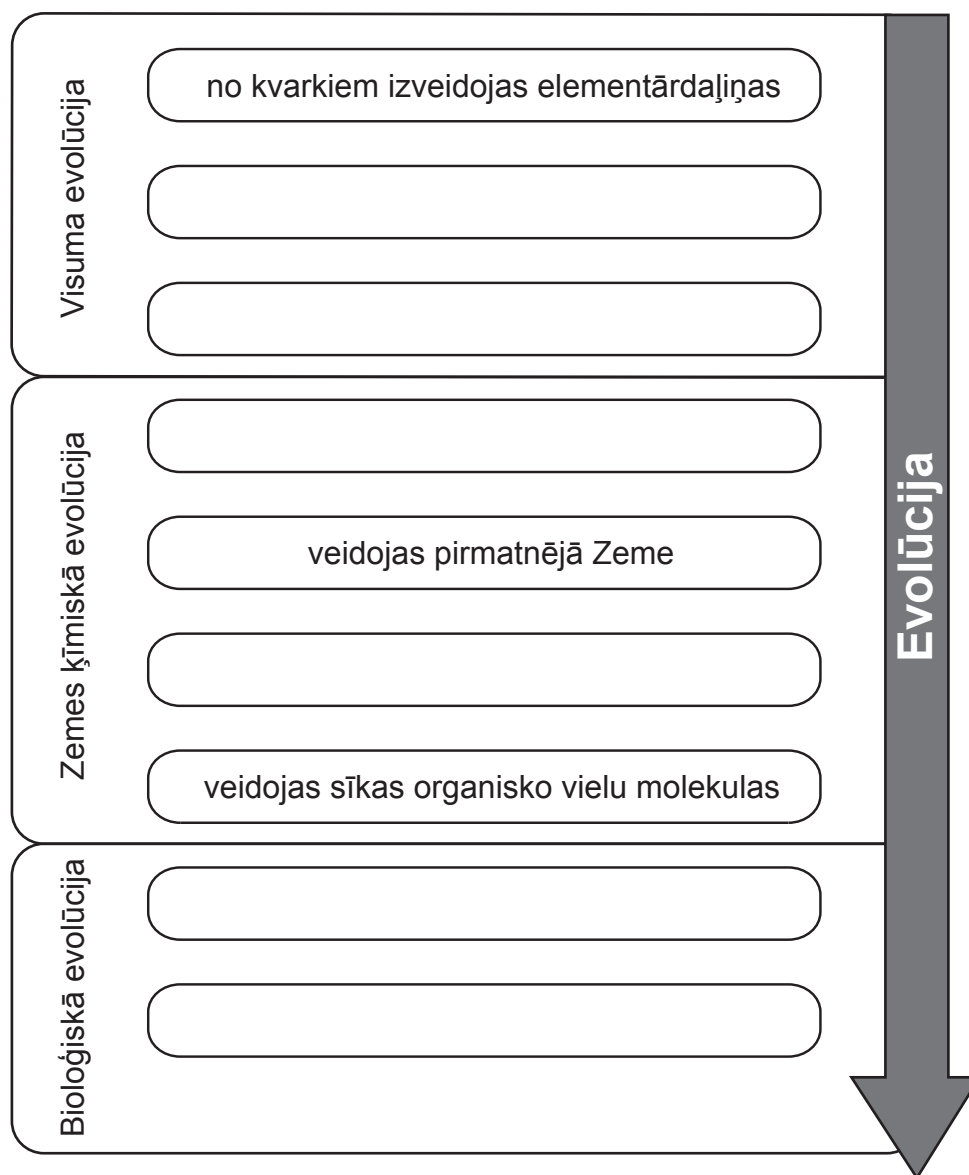 Visuma evolūcija
no kvarkiem izveidojas elementārdaļiņas
Zemes ķīmiskā evolūcija
veidojas pirmatnējā Zeme
veidojas sīkas organisko vielu molekulas
Bioloģiskā evolūcija
Evolūcija